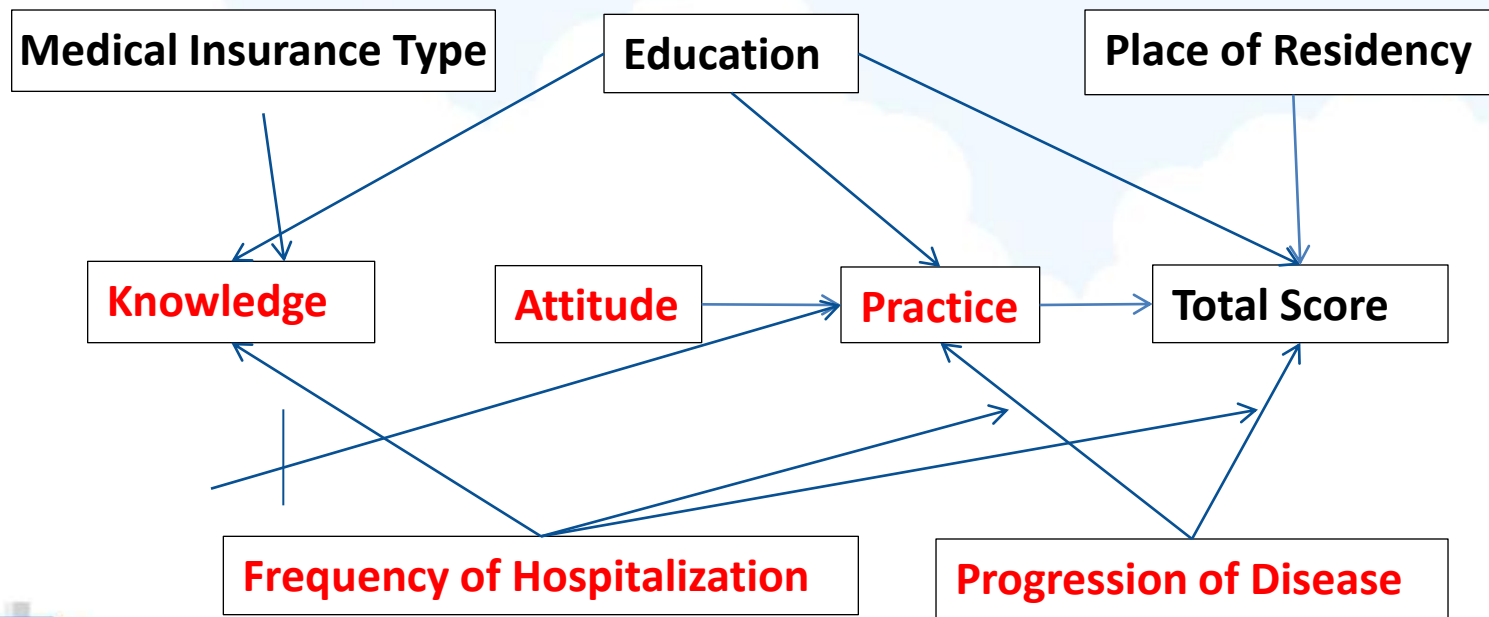 Medical Insurance Type
Education
Place of Residency
Knowledge
Attitude
Practice
Total Score
Frequency of Hospitalization
Progression of Disease